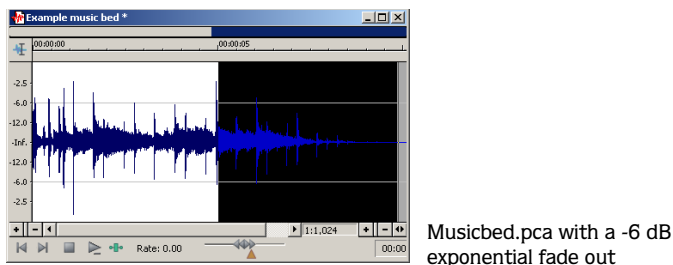 Example music bed *
00:00:00 00:00:05
-2.5
-6.0
-12.0
-Inf.
-12.0
-6.0
-2.5
1:1,024
Rate: 0.00 00:00
Musicbed.pca with a -6 dB
exponential fade out